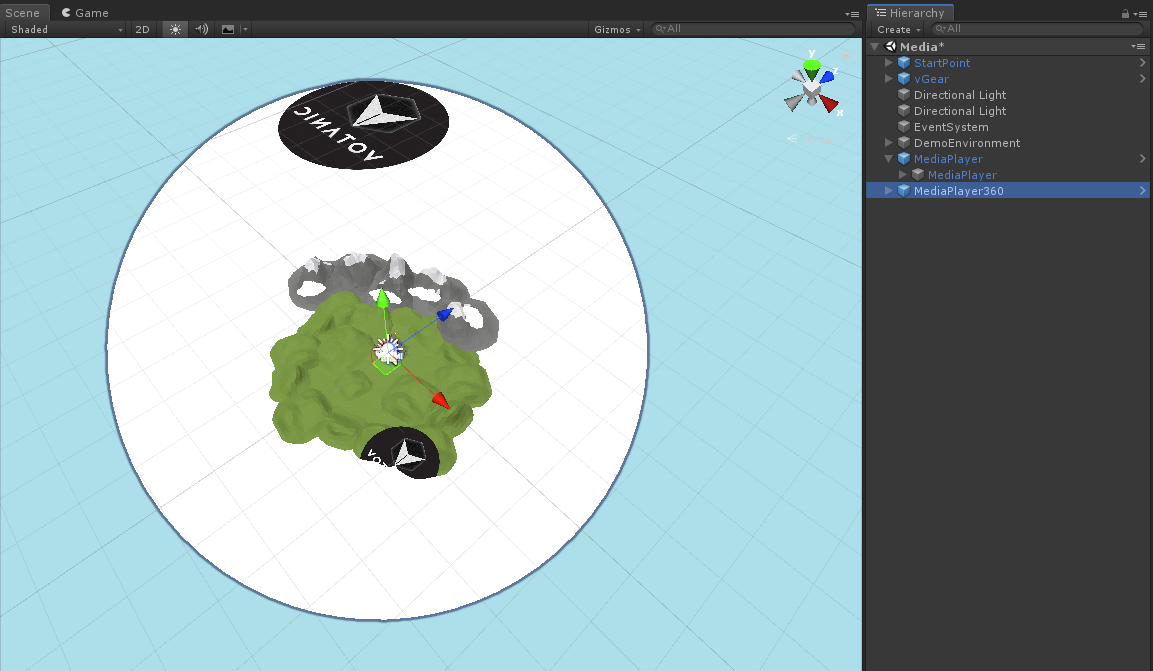 Scene
Game
Shaded
2D
Gizmos
All
y
z
x
VOTANIC
VO
Hierarchy
Create
All
Media*
StartPoint
vGear
Directional Light
Directional Light
EventSystem
DemoEnvironment
MediaPlayer
MediaPlayer
MediaPlayer360